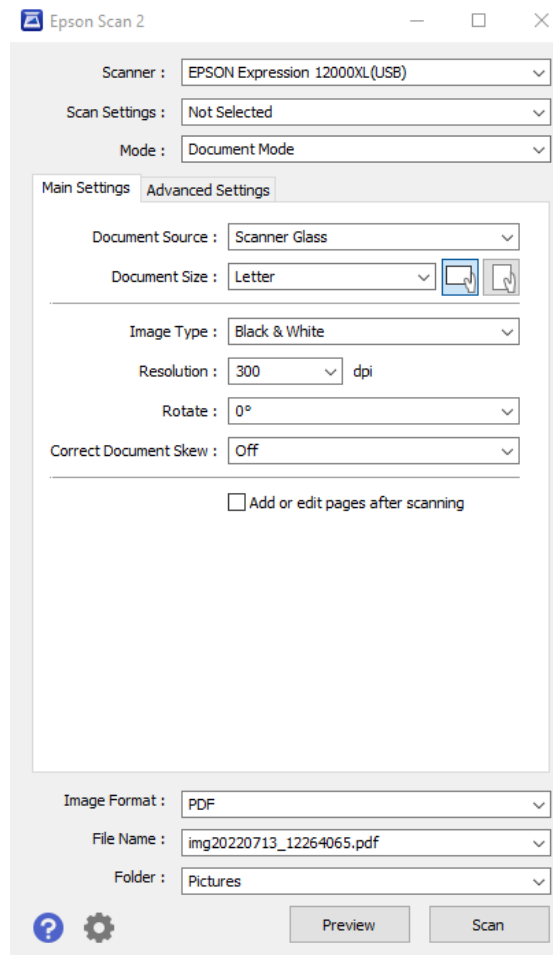 Epson Scan 2
Scanner : EPSON Expression 12000XL(USB)
Scan Settings : Not Selected
Mode : Document Mode
Main Settings Advanced Settings
Document Source : Scanner Glass
Document Size : Letter
Image Type : Black & White
Resolution : 300 dpi
Rotate : 0°
Correct Document Skew : Off
Add or edit pages after scanning
Image Format : PDF
File Name : img20220713_12264065.pdf
Folder : Pictures
? Preview Scan